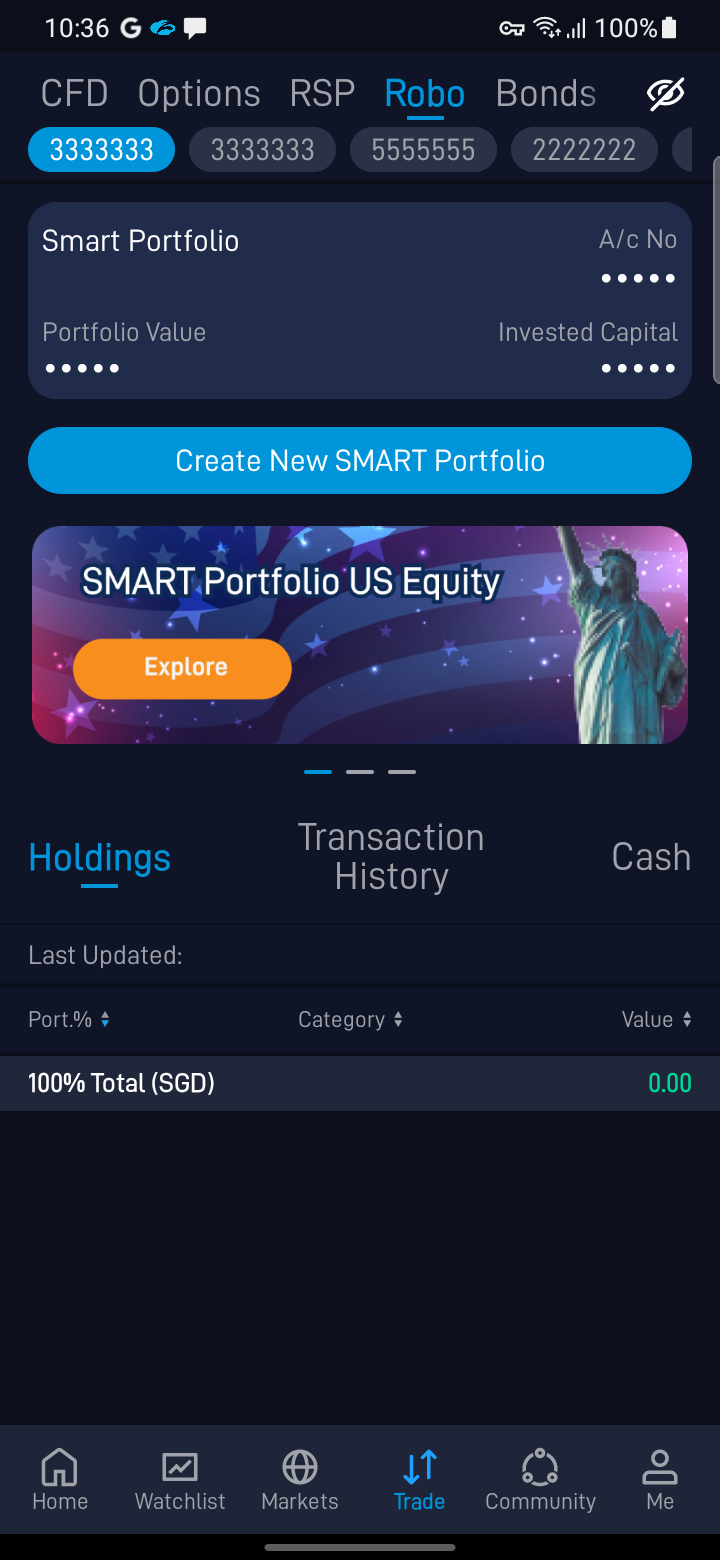 10:36 G 100%
CFD Options RSP Robo Bonds
3333333 3333333 5555555 2222222
Smart Portfolio A/c No
•••••
Portfolio Value Invested Capital
••••• •••••
Create New SMART Portfolio
SMART Portfolio US Equity
Explore
Holdings Transaction History Cash
Last Updated:
Port.% Category Value
100% Total (SGD) 0.00
Home Watchlist Markets Trade Community Me